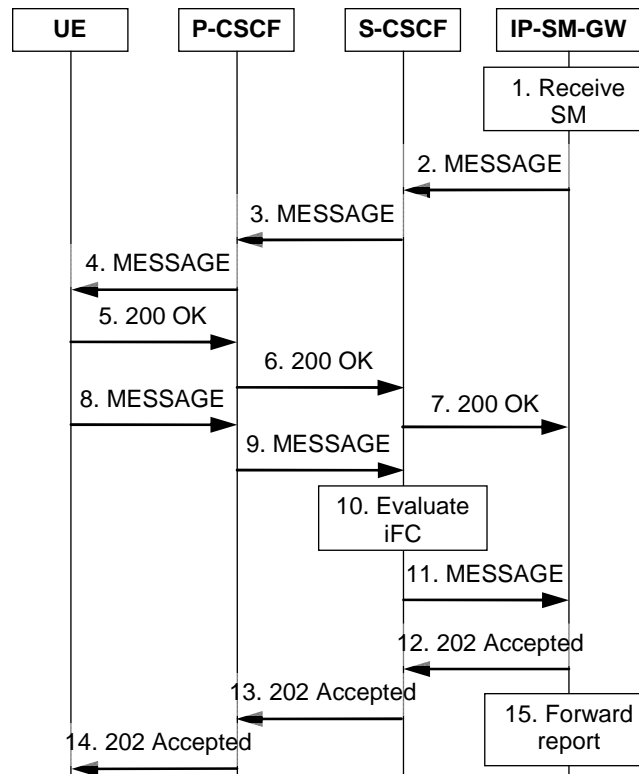 UE
P-CSCF
S-CSCF
IP-SM-GW
1. Receive
SM
2. MESSAGE
3. MESSAGE
4. MESSAGE
5. 200 OK
6. 200 OK
8. MESSAGE
7. 200 OK
9. MESSAGE
10. Evaluate
iFC
11. MESSAGE
12. 202 Accepted
13. 202 Accepted
15. Forward
report
14. 202 Accepted